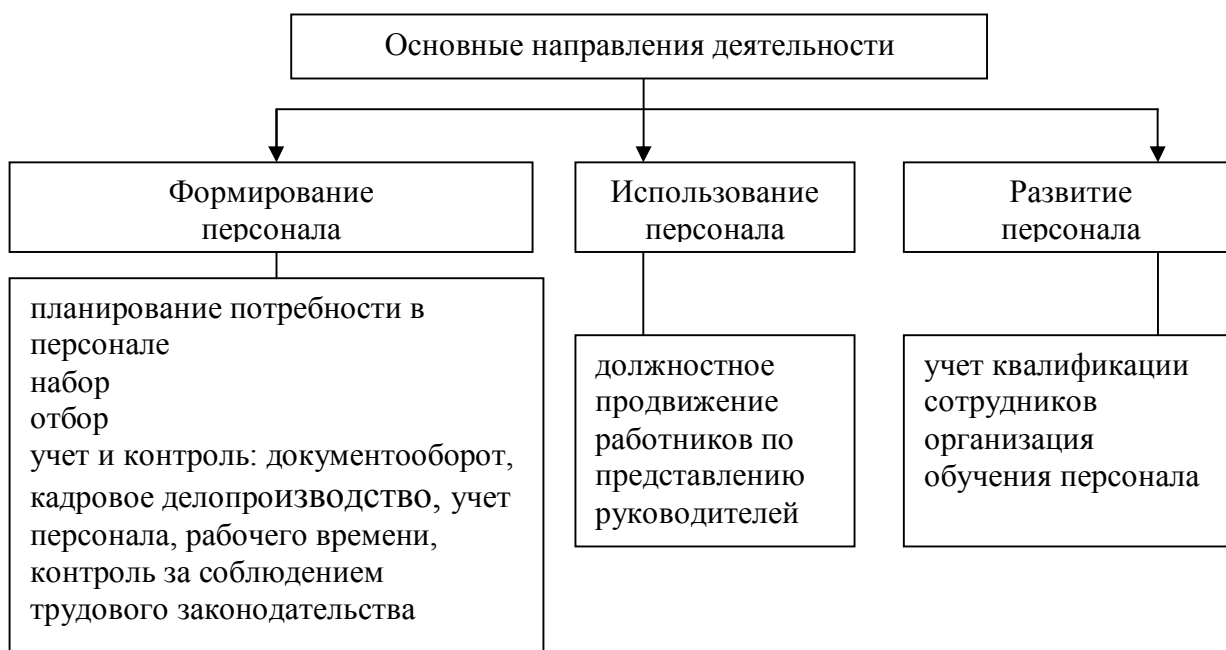 Основные направления деятельности
Формирование
персонала
Использование
персонала
Развитие
персонала
планирование потребности в
персонале
набор
отбор
учет и контроль: документооборот,
кадровое делопроизводство, учет
персонала, рабочего времени,
контроль за соблюдением
трудового законодательства
должностное
продвижение
работников по
представлению
руководителей
учет квалификации
сотрудников
организация
обучения персонала